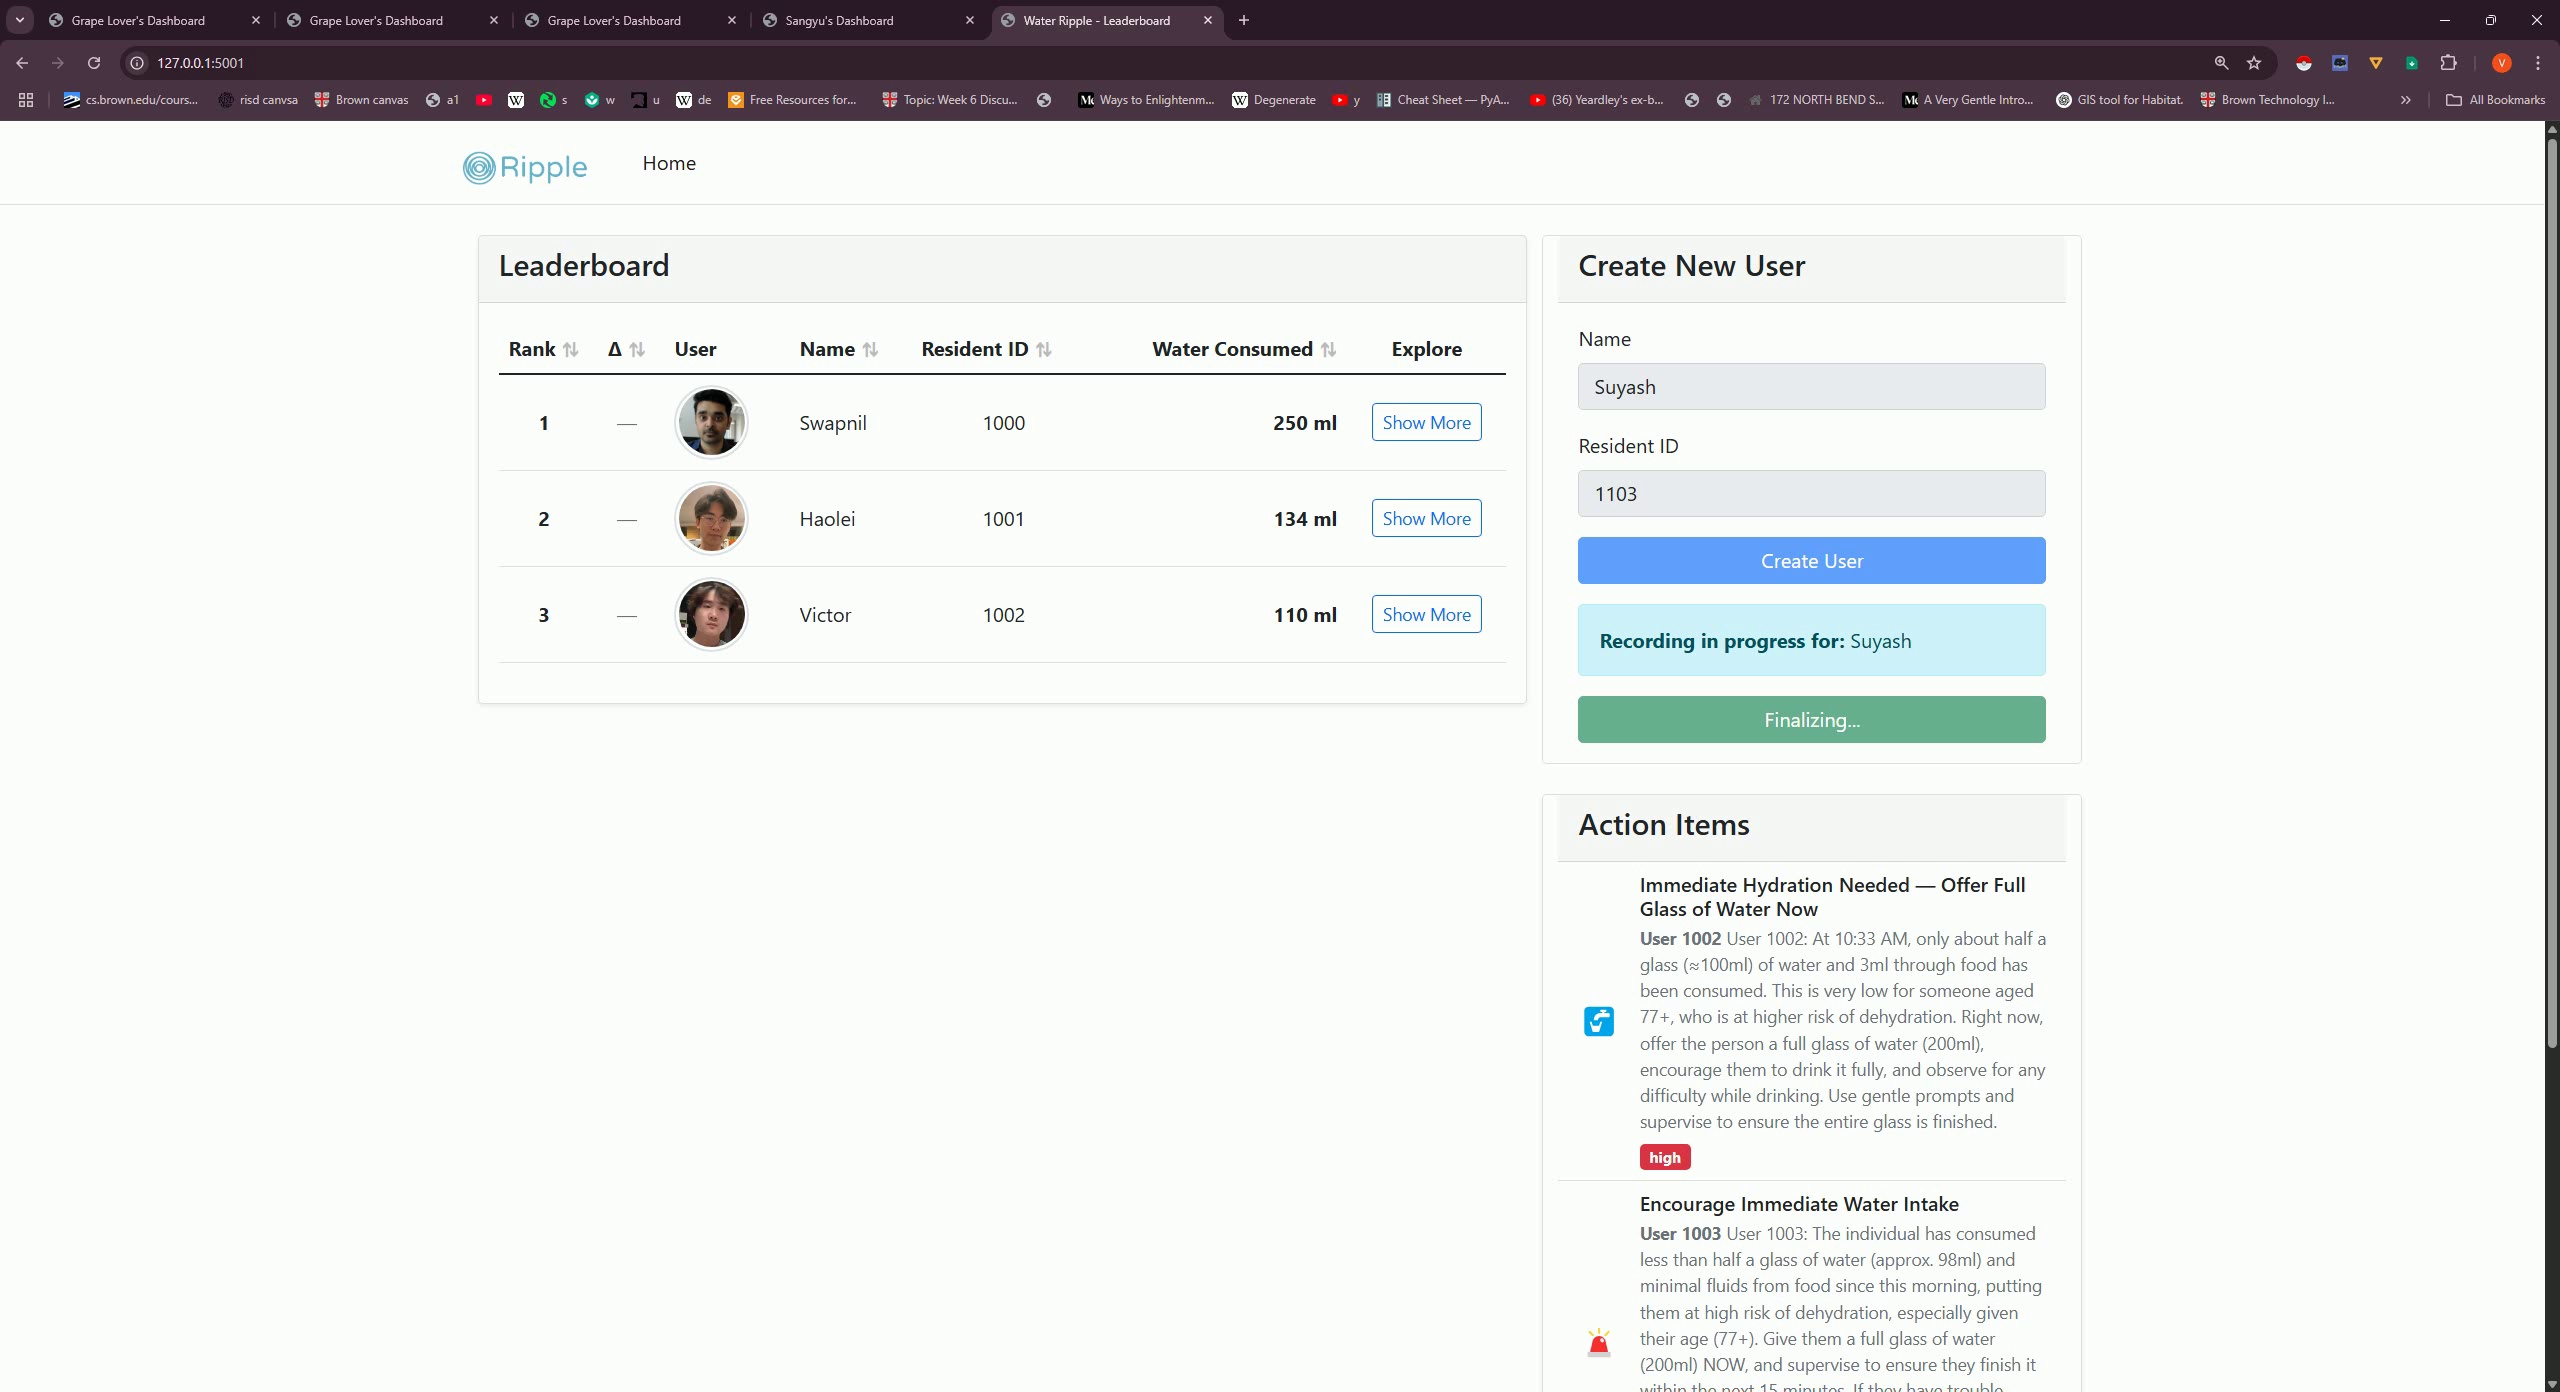 Grape Lover's Dashboard
Grape Lover's Dashboard
Grape Lover's Dashboard
Sangyu's Dashboard
Water Ripple - Leaderboard
127.0.0.1:5001
V
cs.brown.edu/cours...
risd canvsa
Brown canvas
a1
s
w
u
de
Free Resources for...
Topic: Week 6 Discu...
Ways to Enlightenm...
Degenerate
y
Cheat Sheet — PyA...
(36) Yeardley's ex-b...
172 NORTH BEND S...
A Very Gentle Intro...
GIS tool for Habitat.
Brown Technology I...
All Bookmarks
Ripple
Home
Leaderboard
Rank Δ User Name Resident ID Water Consumed Explore
1 — Swapnil 1000 250 ml Show More
2 — Haolei 1001 134 ml Show More
3 — Victor 1002 110 ml Show More
Create New User
Name
Suyash
Resident ID
1103
Create User
Recording in progress for: Suyash
Finalizing...
Action Items
Immediate Hydration Needed — Offer Full
Glass of Water Now
User 1002 User 1002: At 10:33 AM, only about half a
glass (≈100ml) of water and 3ml through food has
been consumed. This is very low for someone aged
77+, who is at higher risk of dehydration. Right now,
offer the person a full glass of water (200ml),
encourage them to drink it fully, and observe for any
difficulty while drinking. Use gentle prompts and
supervise to ensure the entire glass is finished.
high
Encourage Immediate Water Intake
User 1003 User 1003: The individual has consumed
less than half a glass of water (approx. 98ml) and
minimal fluids from food since this morning, putting
them at high risk of dehydration, especially given
their age (77+). Give them a full glass of water
(200ml) NOW, and supervise to ensure they finish it
within the next 15 minutes. If they have trouble